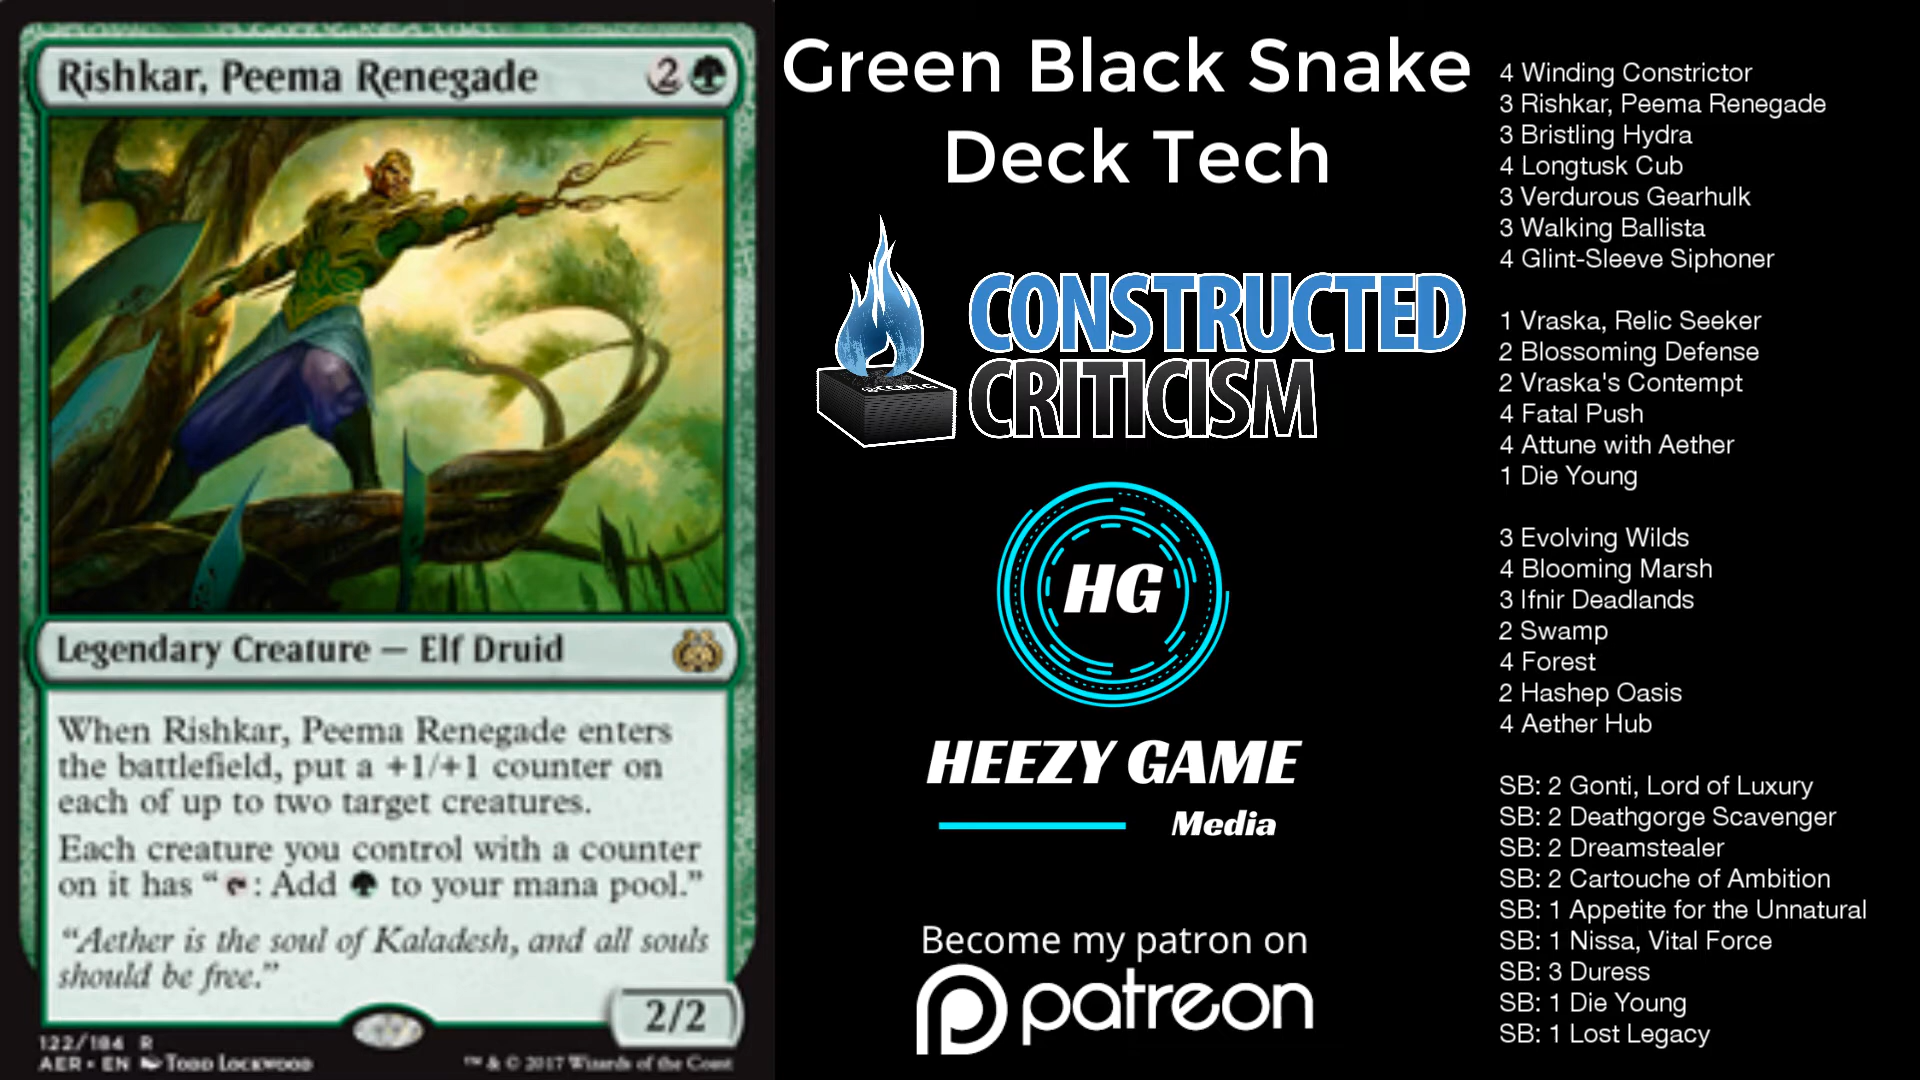 Rishkar, Peema Renegade 2
Legendary Creature — Elf Druid
When Rishkar, Peema Renegade enters
the battlefield, put a +1/+1 counter on
each of up to two target creatures.
Each creature you control with a counter
on it has “ : Add to your mana pool.”
“Aether is the soul of Kaladesh, and all souls
should be free.”
2/2
122/184 R
AER • EN Todd Lockwood
™ & © 2017 Wizards of the Coast
Green Black Snake
Deck Tech
CONSTRUCTED
CRITICISM
HG
HEEZY GAME
Media
Become my patron on
patreon
4 Winding Constrictor
3 Rishkar, Peema Renegade
3 Bristling Hydra
4 Longtusk Cub
3 Verdurous Gearhulk
3 Walking Ballista
4 Glint-Sleeve Siphoner
1 Vraska, Relic Seeker
2 Blossoming Defense
2 Vraska's Contempt
4 Fatal Push
4 Attune with Aether
1 Die Young
3 Evolving Wilds
4 Blooming Marsh
3 Ifnir Deadlands
2 Swamp
4 Forest
2 Hashep Oasis
4 Aether Hub
SB: 2 Gonti, Lord of Luxury
SB: 2 Deathgorge Scavenger
SB: 2 Dreamstealer
SB: 2 Cartouche of Ambition
SB: 1 Appetite for the Unnatural
SB: 1 Nissa, Vital Force
SB: 3 Duress
SB: 1 Die Young
SB: 1 Lost Legacy